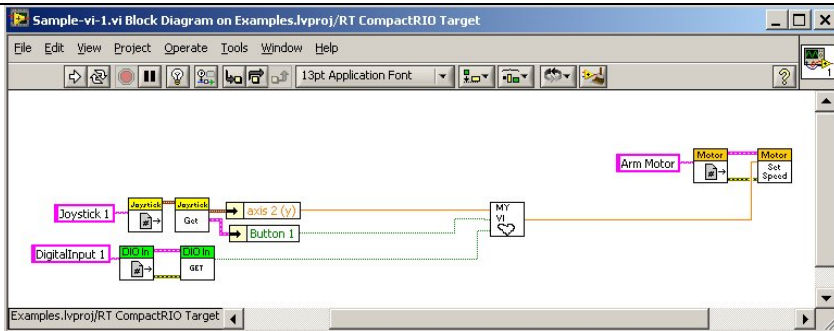 Sample-vi-1.vi Block Diagram on Examples.lvproj/RT CompactRIO Target
File Edit View Project Operate Tools Window Help
13pt Application Font
1
Arm Motor
Motor
Motor
Set
Speed
Joystick 1
Joystick
Joystick
Get
axis 2 (y)
Button 1
MY
VI
DigitalInput 1
DIO In
DIO In
GET
Examples.lvproj/RT CompactRIO Target